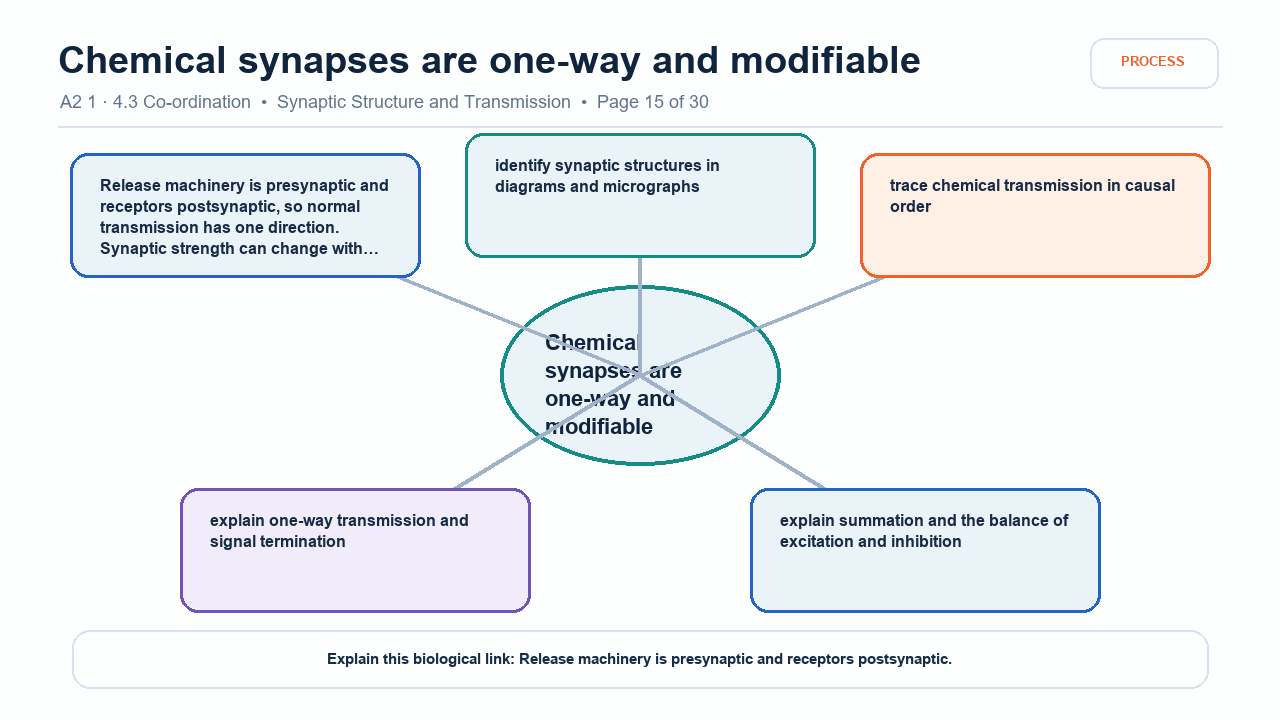 Chemical synapses are one-way and modifiable
PROCESS
A2 1 · 4.3 Co-ordination • Synaptic Structure and Transmission • Page 15 of 30
Release machinery is presynaptic and
receptors postsynaptic, so normal
transmission has one direction.
Synaptic strength can change with…
identify synaptic structures in
diagrams and micrographs
trace chemical transmission in causal
order
Chemical
synapses are
one-way and
modifiable
explain one-way transmission and
signal termination
explain summation and the balance of
excitation and inhibition
Explain this biological link: Release machinery is presynaptic and receptors postsynaptic.